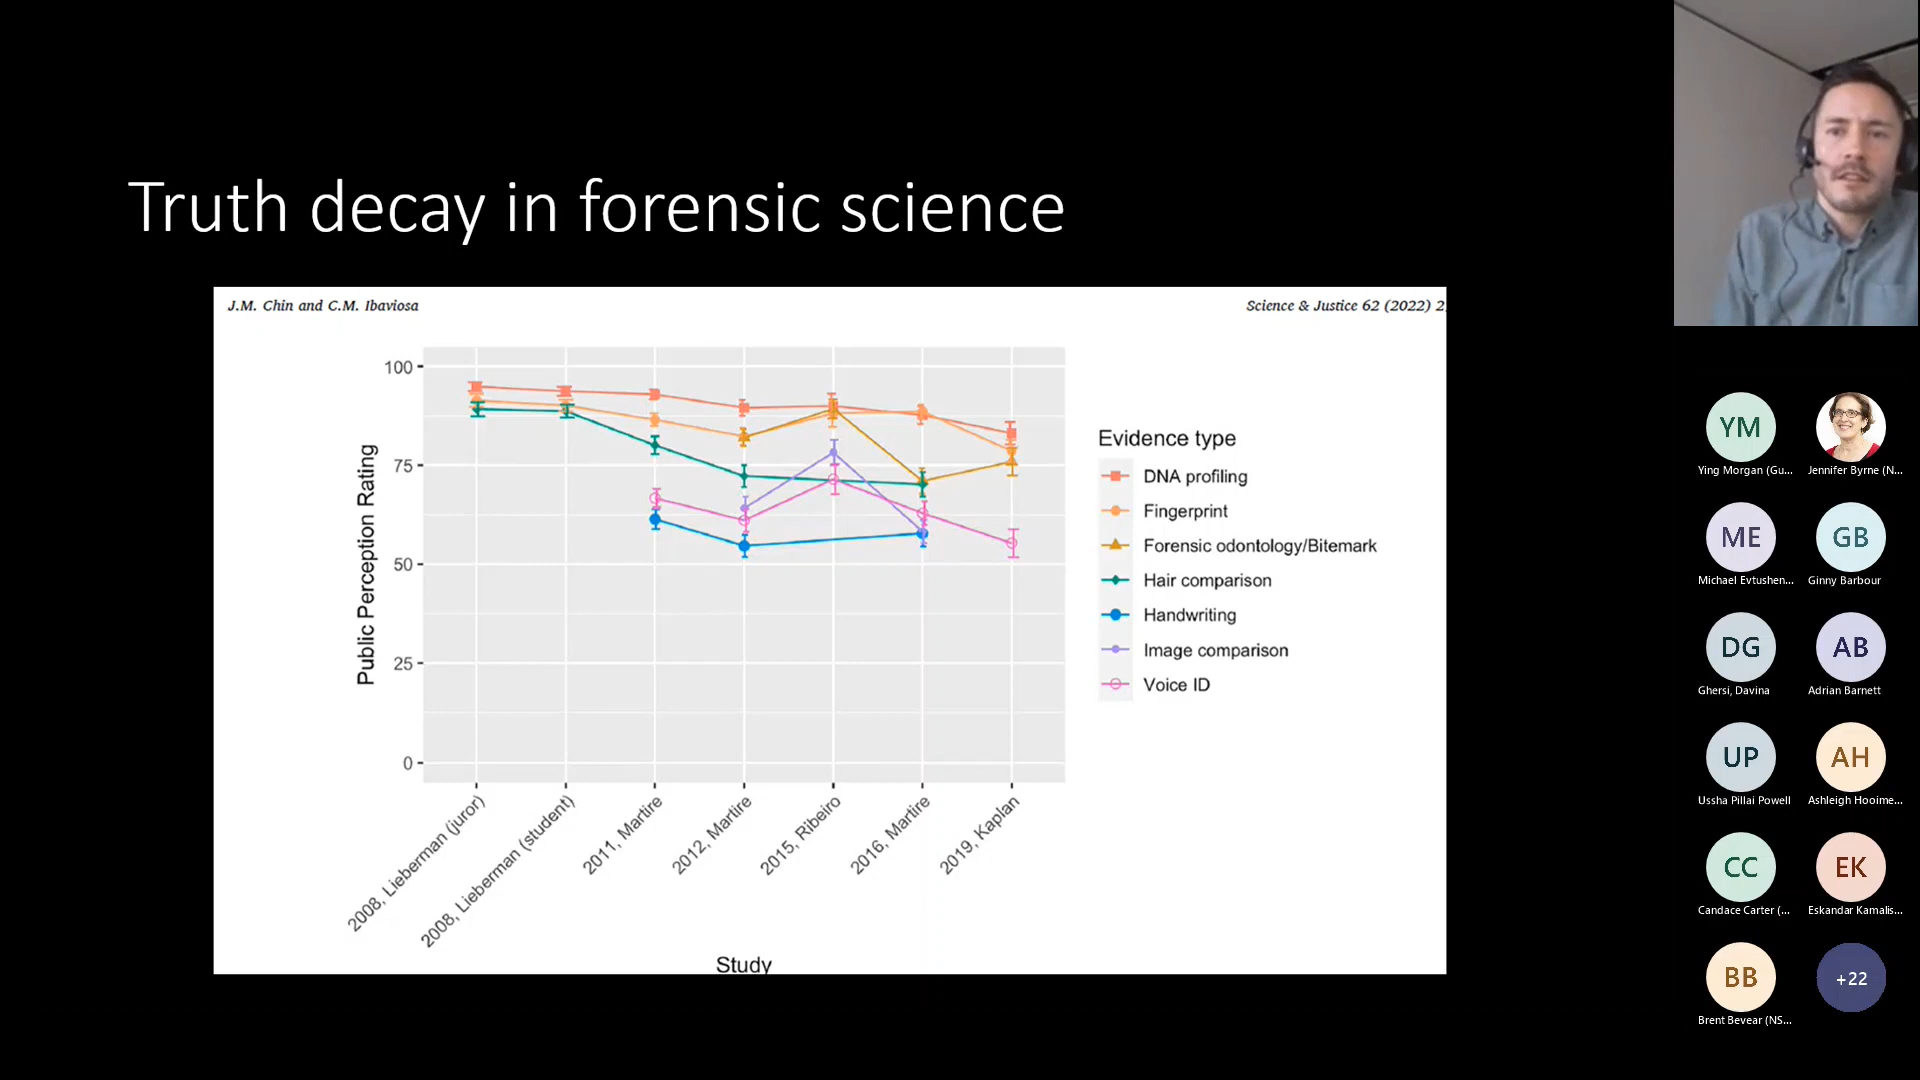 Truth decay in forensic science
J.M. Chin and C.M. Ibaviosa
Science & Justice 62 (2022) 2
Public Perception Rating
100
75
50
25
0
2008, Lieberman (juror)
2008, Lieberman (student)
2011, Martire
2012, Martire
2015, Ribeiro
2016, Martire
2019, Kaplan
Study
Evidence type
DNA profiling
Fingerprint
Forensic odontology/Bitemark
Hair comparison
Handwriting
Image comparison
Voice ID
YM
Ying Morgan (Gu...
Jennifer Byrne (N...
ME
Michael Evtushen...
GB
Ginny Barbour
DG
Ghersi, Davina
AB
Adrian Barnett
UP
Ussha Pillai Powell
AH
Ashleigh Hooime...
CC
Candace Carter (...
EK
Eskandar Kamalis...
BB
Brent Bevear (NS...
+22